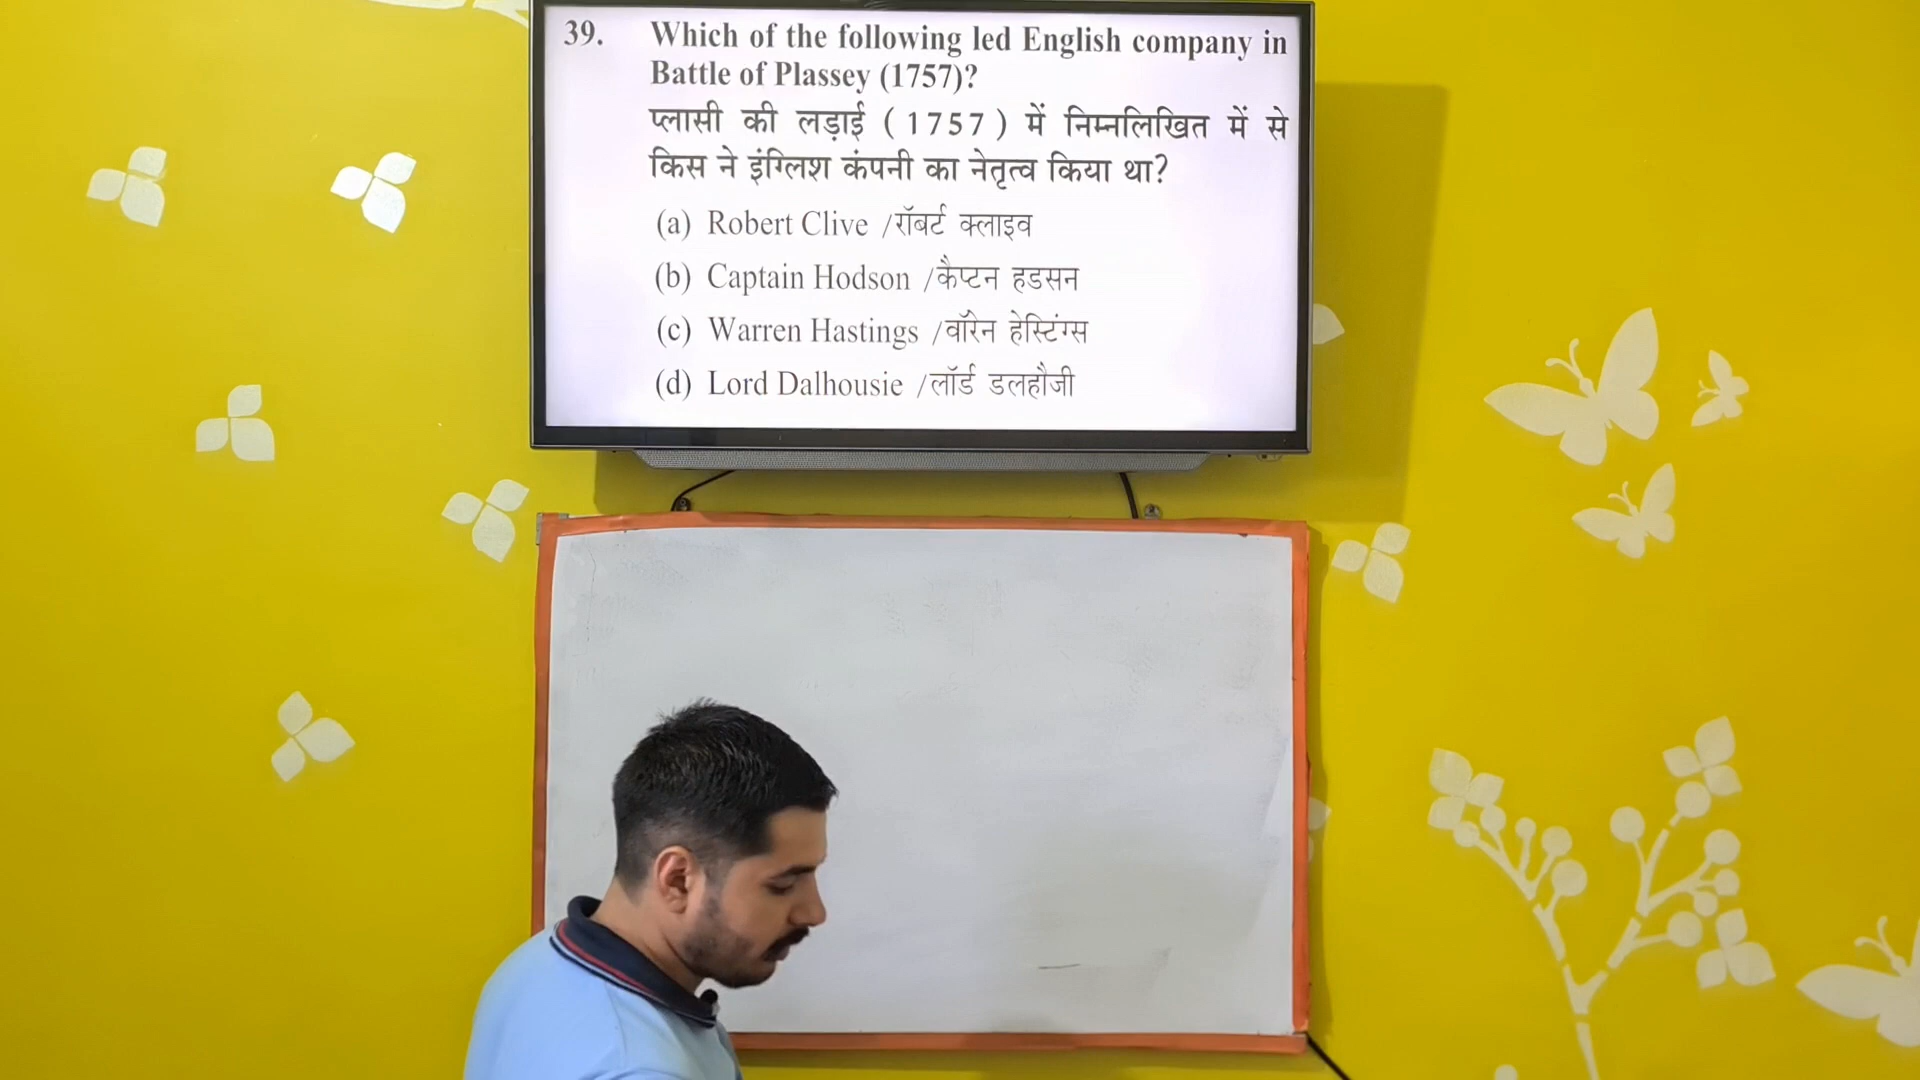 39. Which of the following led English company in
Battle of Plassey (1757)?
प्लासी की लड़ाई ( 1757 ) में निम्नलिखित में से
किस ने इंग्लिश कंपनी का नेतृत्व किया था?
(a) Robert Clive /रॉबर्ट क्लाइव
(b) Captain Hodson /कैप्टन हडसन
(c) Warren Hastings /वॉरेन हेस्टिंग्स
(d) Lord Dalhousie /लॉर्ड डलहौजी